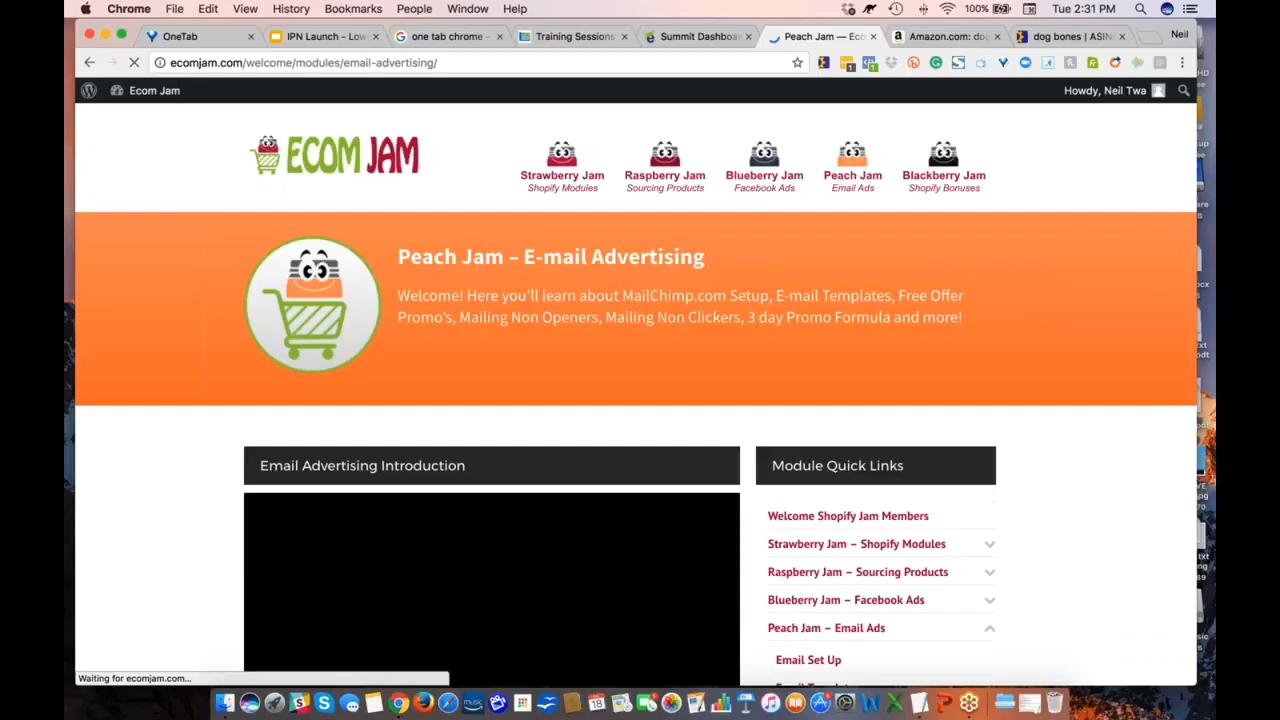 Chrome File Edit View History Bookmarks People Window Help 100% Tue 2:31 PM
OneTab IPN Launch - Low one tab chrome - Training Sessions Summit Dashboa Peach Jam — Eco Amazon.com: dog dog bones | ASIN Neil
ecomjam.com/welcome/modules/email-advertising/
Ecom Jam Howdy, Neil Twa
ECOM JAM
Strawberry Jam Raspberry Jam Blueberry Jam Peach Jam Blackberry Jam
Shopify Modules Sourcing Products Facebook Ads Email Ads Shopify Bonuses
Peach Jam – E-mail Advertising
Welcome! Here you'll learn about MailChimp.com Setup, E-mail Templates, Free Offer
Promo's, Mailing Non Openers, Mailing Non Clickers, 3 day Promo Formula and more!
Email Advertising Introduction
Module Quick Links
Welcome Shopify Jam Members
Strawberry Jam – Shopify Modules
Raspberry Jam – Sourcing Products
Blueberry Jam – Facebook Ads
Peach Jam – Email Ads
Email Set Up
Waiting for ecomjam.com...